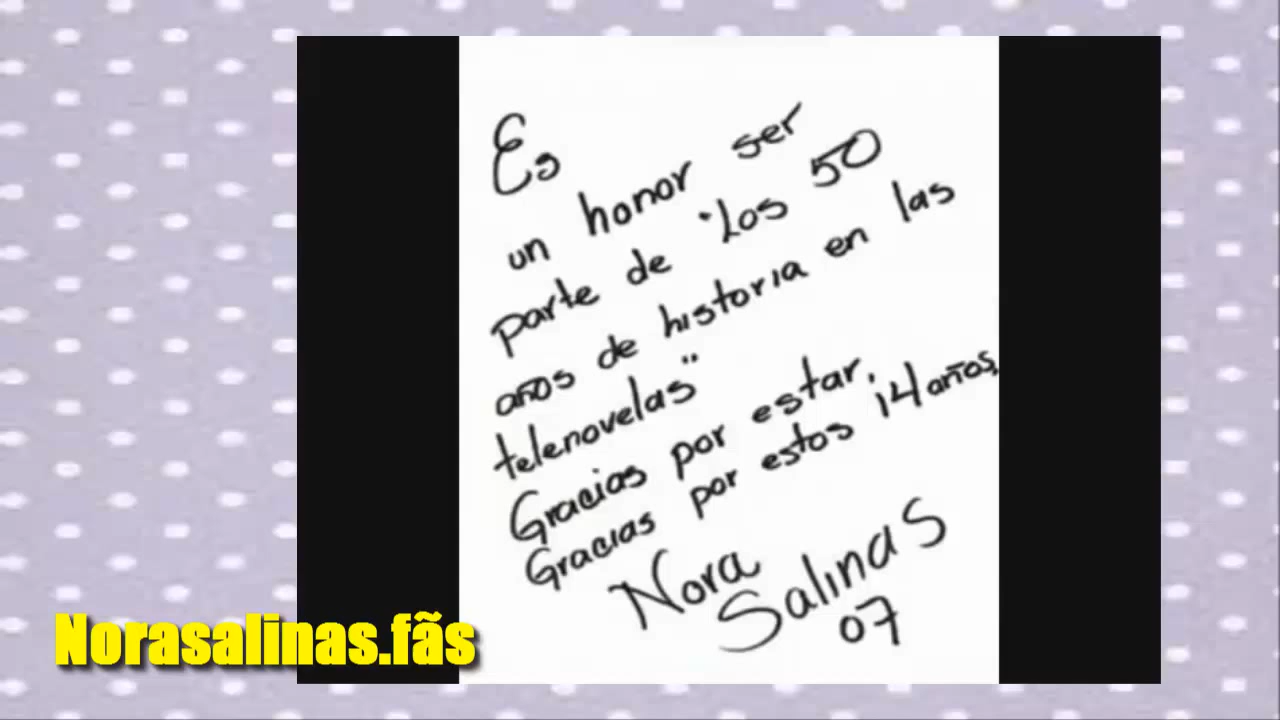 Es
un honor ser
parte de "Los 50
años de historia en las
telenovelas"
Gracias por estar.
Gracias por estos 14 años,
Nora
Salinas
07
Norasalinas.fãs